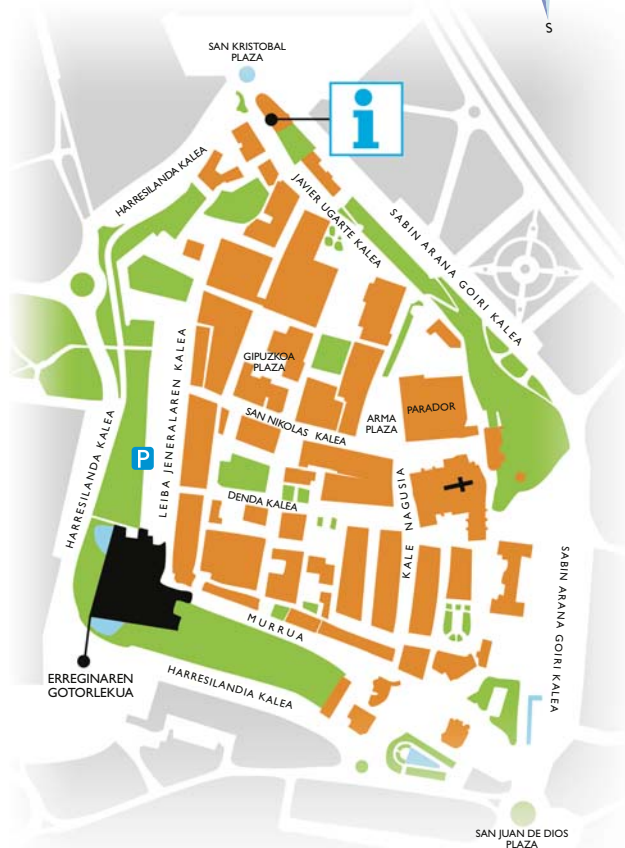 S
SAN KRISTOBAL
PLAZA
i
HARRESILANDA KALEA
JAVIER UGARTE KALEA
SABIN ARANA GOIRI KALEA
LEIBA JENERALAREN KALEA
GIPUZKOA
PLAZA
PARADOR
ARMA
PLAZA
SAN NIKOLAS KALEA
HARRESILANDA KALEA
P
KALE NAGUSIA
DENDA KALEA
SABIN ARANA GOIRI KALEA
MURRUA
ERREGINAREN
GOTORLEKUA
HARRESILANDIA KALEA
SAN JUAN DE DIOS
PLAZA